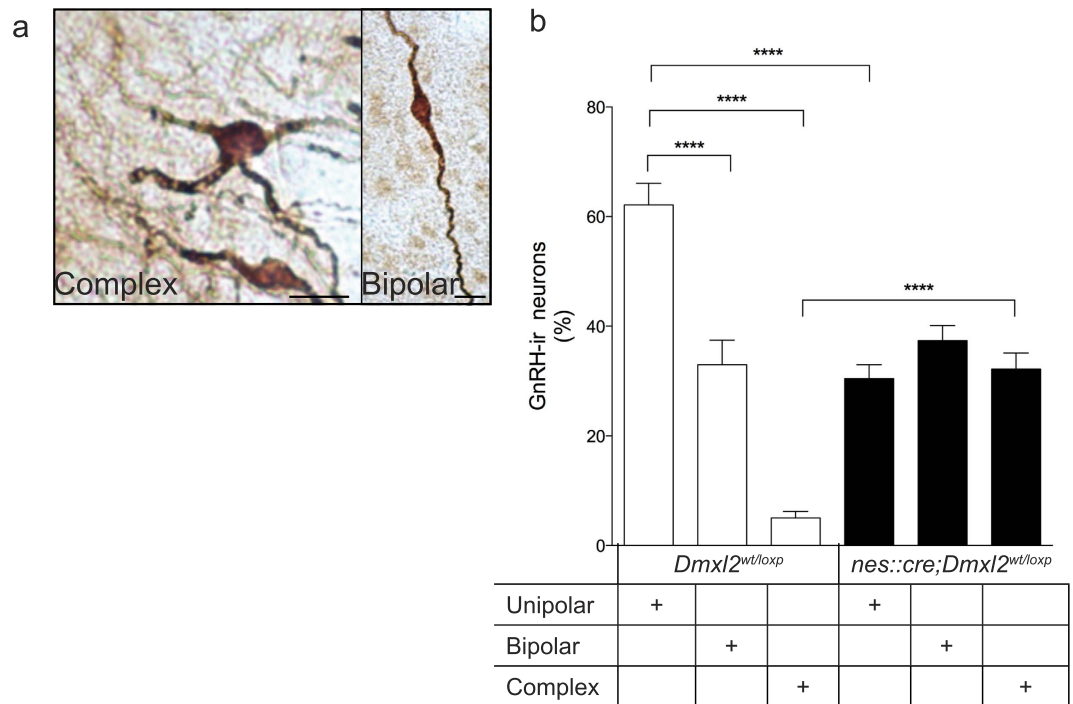 a
Complex
Bipolar
b
****
****
****
****
80
60
40
20
0
GnRH-ir neurons
(%)
Dmxl2wt/loxp
nes::cre;Dmxl2wt/loxp
Unipolar + +
Bipolar + +
Complex + +